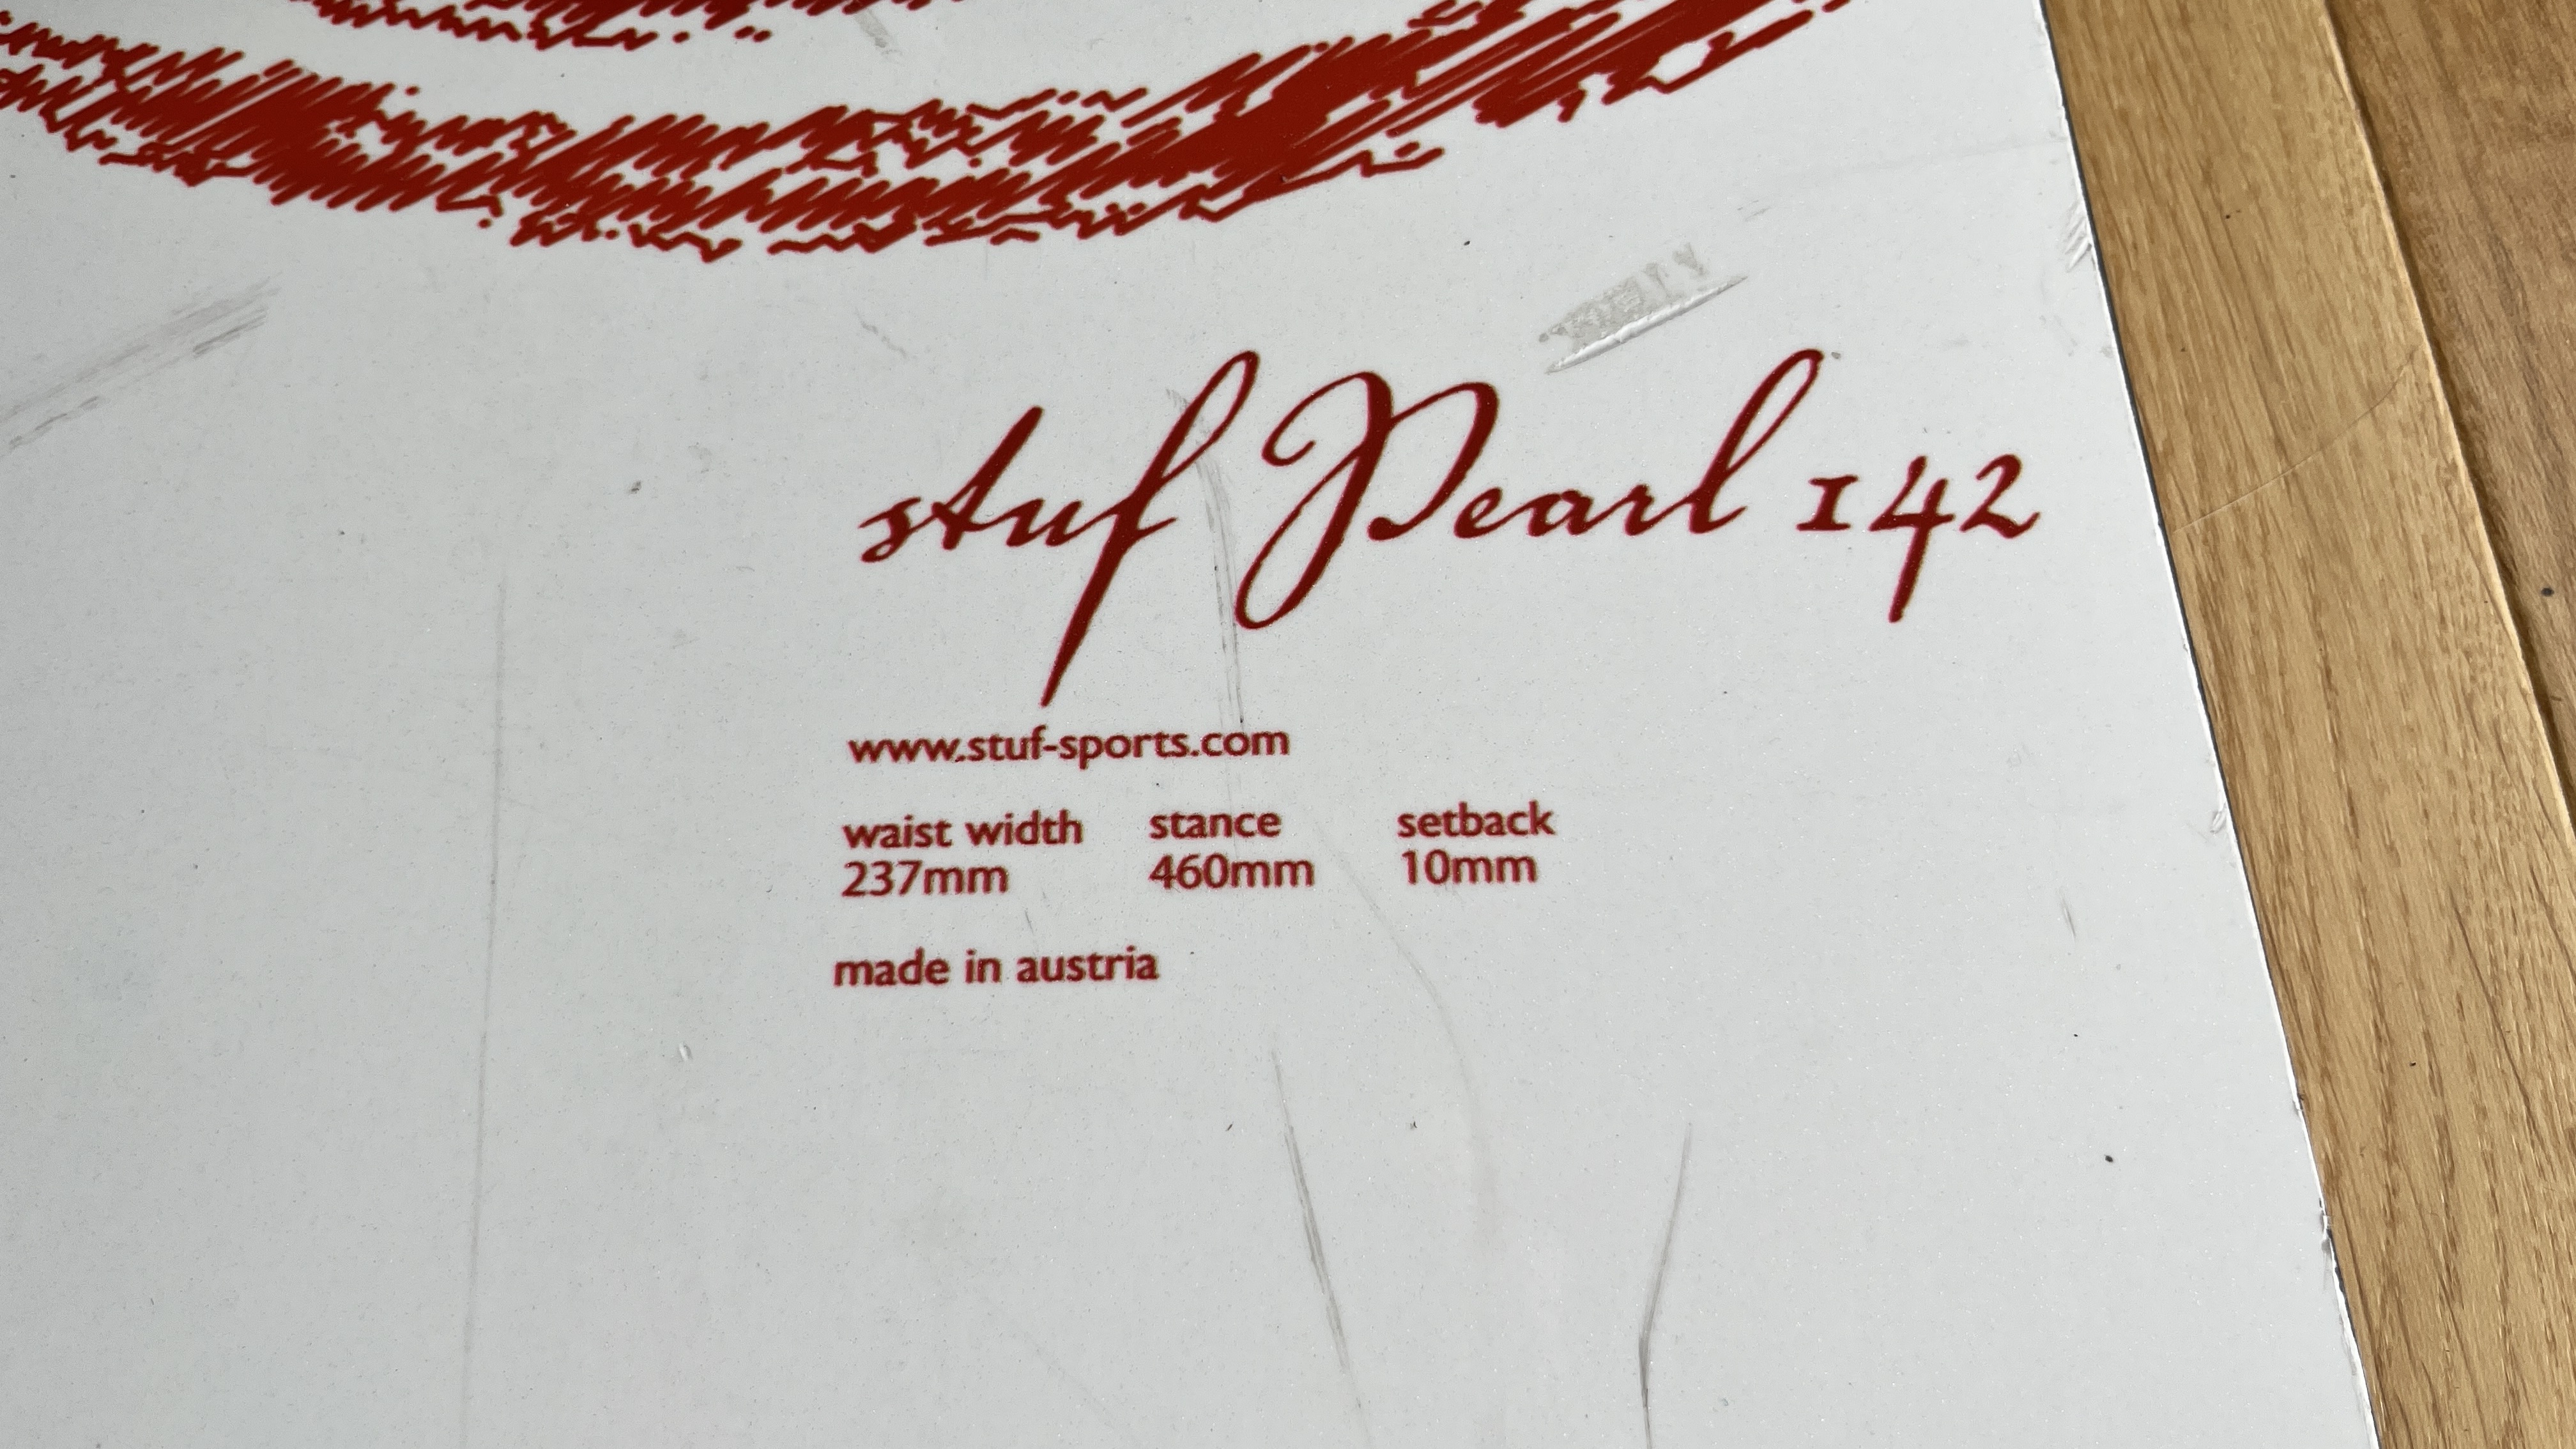 stuf Pearl 142
www.stuf-sports.com
waist width stance setback
237mm 460mm 10mm
made in austria